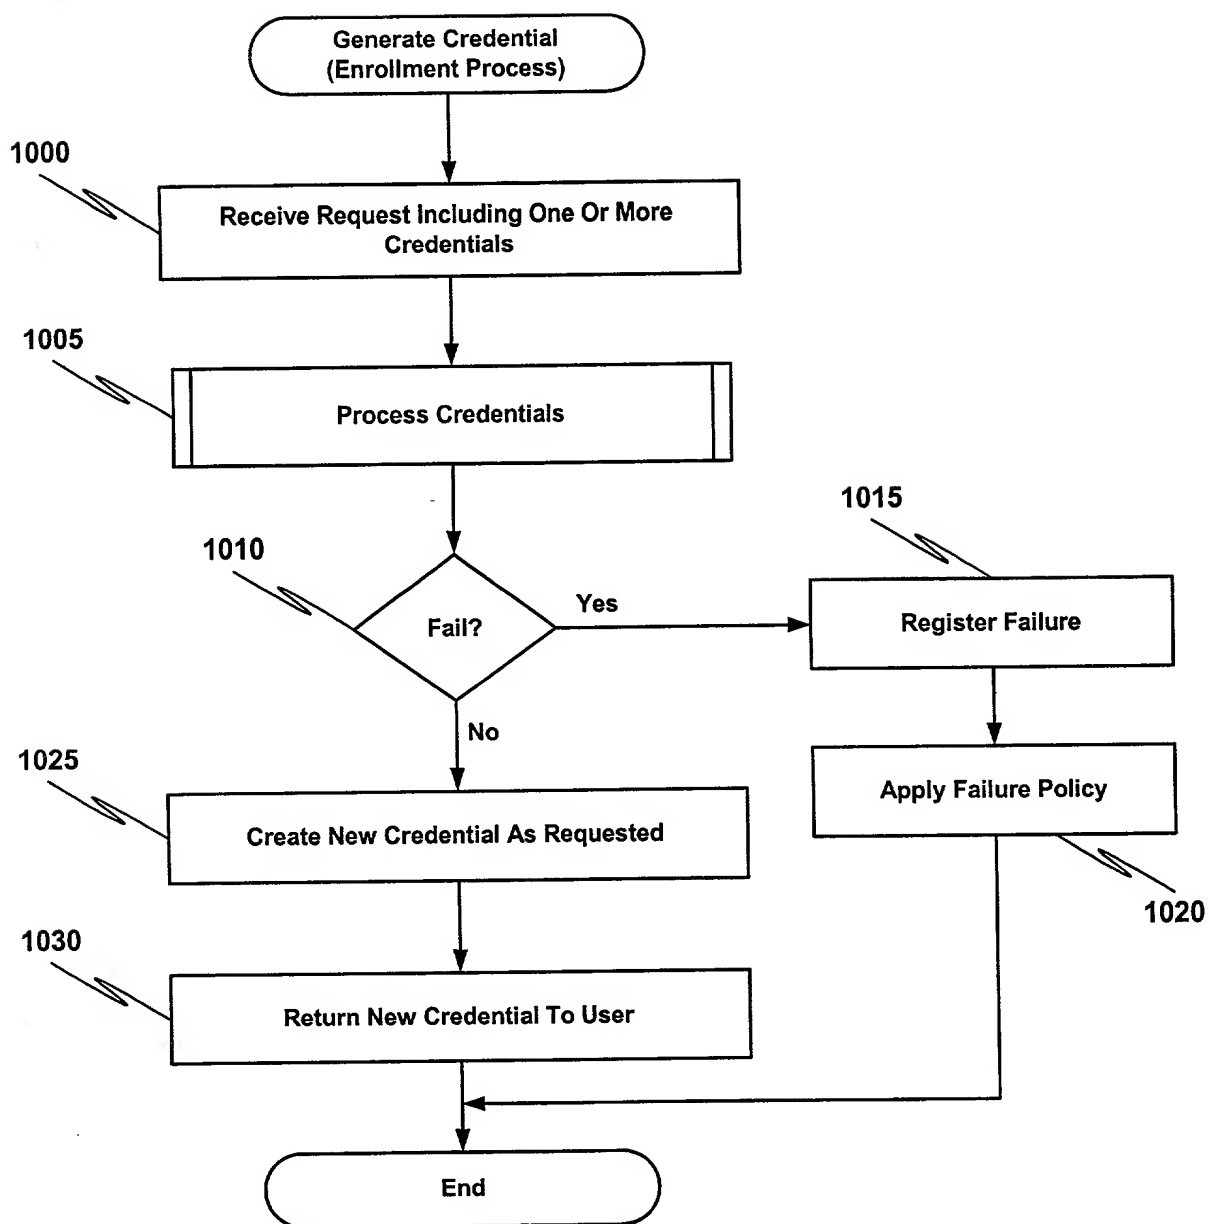 Generate Credential
(Enrollment Process)
1000
Receive Request Including One Or More
Credentials
1005
Process Credentials
1010
Fail?
Yes
1015
Register Failure
No
1025
Create New Credential As Requested
Apply Failure Policy
1020
1030
Return New Credential To User
End